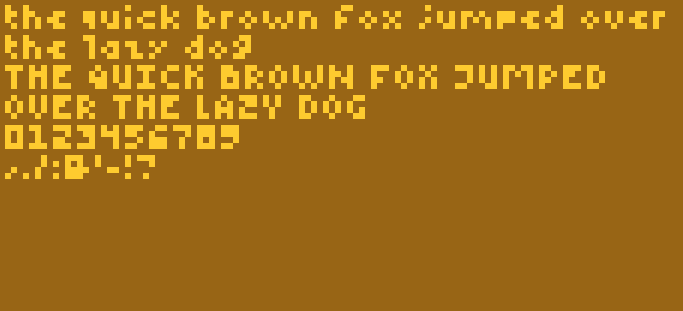 the quick brown fox jumped over
the lazy dog
THE QUICK BROWN FOX JUMPED
OVER THE LAZY DOG
0123456789
,./:@'-!?